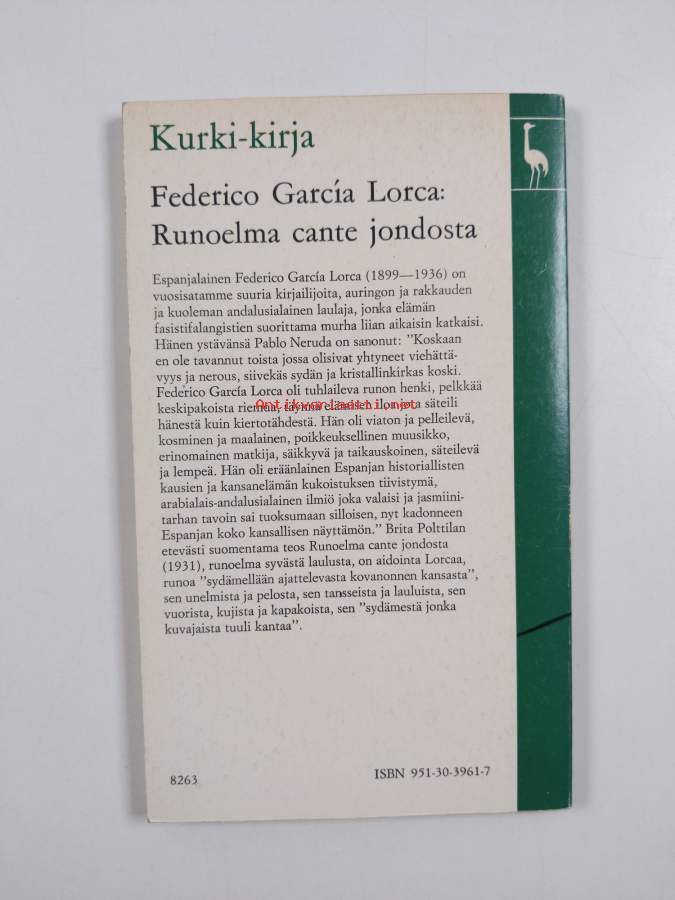 Kurki-kirja
Federico García Lorca:
Runoelma cante jondosta
Espanjalainen Federico García Lorca (1899—1936) on
vuosisatamme suuria kirjailijoita, auringon ja rakkauden
ja kuoleman andalusialainen laulaja, jonka elämän
fasistifalangistien suorittama murha liian aikaisin katkaisi.
Hänen ystävänsä Pablo Neruda on sanonut: ”Koskaan
en ole tavannut toista jossa olisivat yhtyneet viehättä-
vyys ja nerous, siivekäs sydän ja kristallinkirkas koski.
Federico García Lorca oli tuhlaileva runon henki, pelkkää
keskipakoista riemua, täynnä elämisen iloa jota säteili
Antikvariaatti.net
hänestä kuin kiertotähdestä. Hän oli viaton ja pelleilevä,
kosminen ja maalainen, poikkeuksellinen muusikko,
erinomainen matkija, säikkyvä ja taikauskoinen, säteilevä
ja lempeä. Hän oli eräänlainen Espanjan historiallisten
kausien ja kansanelämän kukoistuksen tiivistymä,
arabialais-andalusialainen ilmiö joka valaisi ja jasmiini-
tarhan tavoin sai tuoksumaan silloisen, nyt kadonneen
Espanjan koko kansallisen näyttämön.” Brita Polttilan
etevästi suomentama teos Runoelma cante jondosta
(1931), runoelma syvästä laulusta, on aidointa Lorcaa,
runoa ”sydämellään ajattelevasta kovanonnen kansasta”,
sen unelmista ja pelosta, sen tansseista ja lauluista, sen
vuorista, kujista ja kapakoista, sen ”sydämestä jonka
kuvajaista tuuli kantaa”.
8263
ISBN 951-30-3961-7